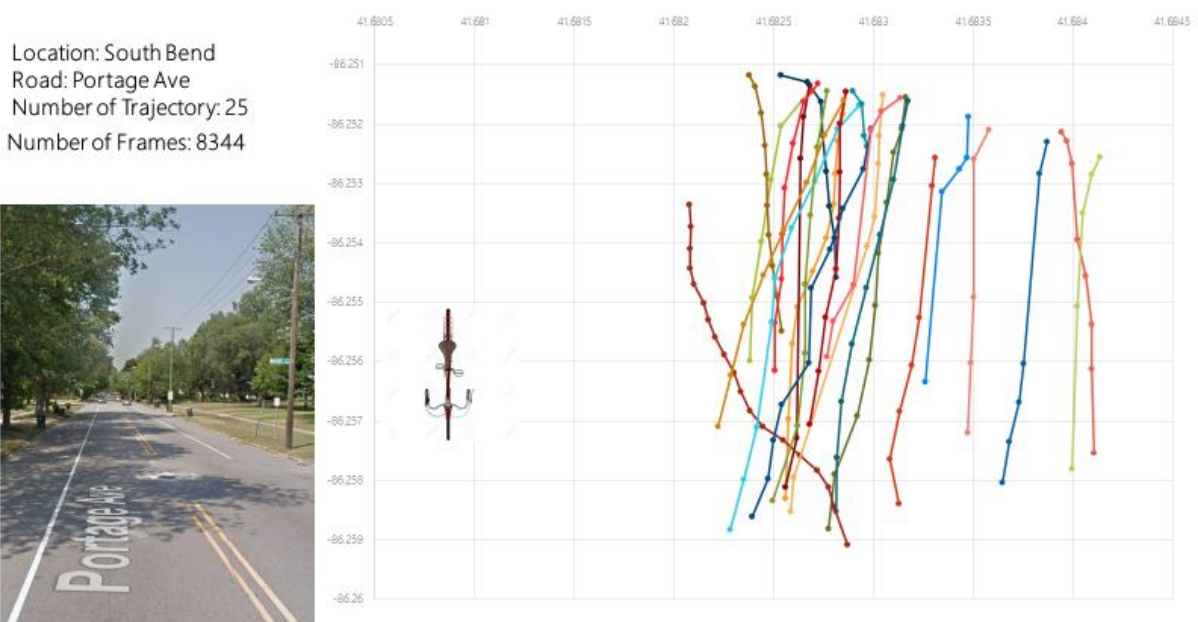 Location: South Bend
Road: Portage Ave
Number of Trajectory: 25
Number of Frames: 8344
Portage Ave
41.6805 41.681 41.6815 41.682 41.6825 41.683 41.6835 41.684 41.6845
-86.251
-86.252
-86.253
-86.254
-86.255
-86.256
-86.257
-86.258
-86.259
-86.26